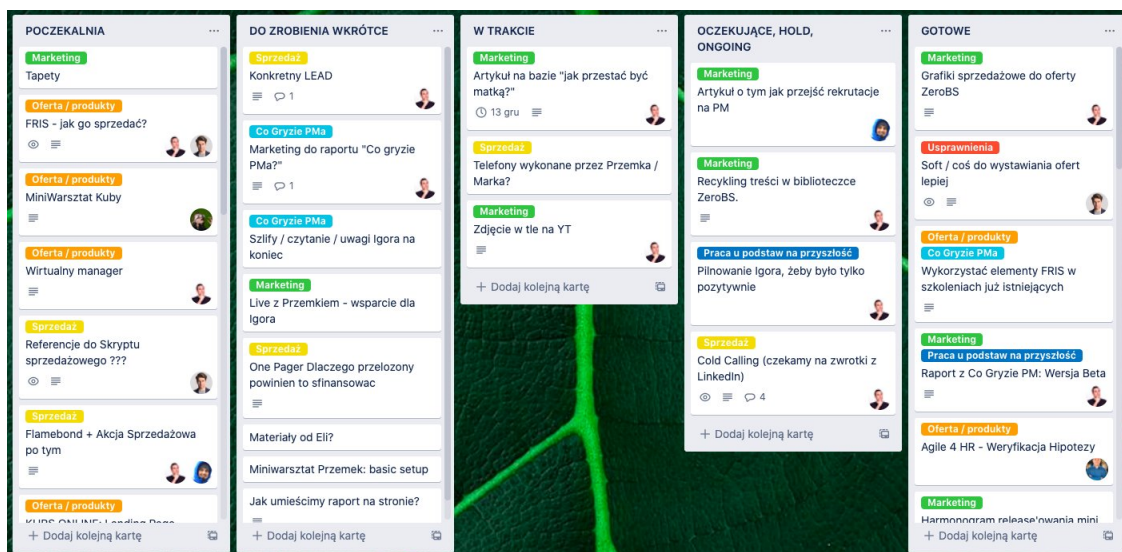 POCZEKALNIA
Marketing
Tapety
Oferta / produkty
FRIS - jak go sprzedać?
Oferta / produkty
MiniWarsztat Kuby
Oferta / produkty
Wirtualny manager
Sprzedaż
Referencje do Skryptu
sprzedażowego ???
Sprzedaż
Flamebond + Akcja Sprzedażowa
po tym
Oferta / produkty
KURS ONLINE: Landing Page
+ Dodaj kolejną kartę
DO ZROBIENIA WKRÓTCE
Sprzedaż
Konkretny LEAD
1
Co Gryzie PMa
Marketing do raportu "Co gryzie
PMa?"
1
Co Gryzie PMa
Szlify / czytanie / uwagi Igora na
koniec
Marketing
Live z Przemkiem - wsparcie dla
Igora
Sprzedaż
One Pager Dlaczego przelozony
powinien to sfinansowac
Materiały od Eli?
Miniwarsztat Przemek: basic setup
Jak umieścimy raport na stronie?
+ Dodaj kolejną kartę
W TRAKCIE
Marketing
Artykuł na bazie "jak przestać być
matką?"
13 gru
Sprzedaż
Telefony wykonane przez Przemka /
Marka?
Marketing
Zdjęcie w tle na YT
+ Dodaj kolejną kartę
OCZEKUJĄCE, HOLD,
ONGOING
Marketing
Artykuł o tym jak przejść rekrutacje
na PM
Marketing
Recykling treści w biblioteczce
ZeroBS.
Praca u podstaw na przyszłość
Pilnowanie Igora, żeby było tylko
pozytywnie
Sprzedaż
Cold Calling (czekamy na zwrotki z
LinkedIn)
4
+ Dodaj kolejną kartę
GOTOWE
Marketing
Grafiki sprzedażowe do oferty
ZeroBS
Usprawnienia
Soft / coś do wystawiania ofert
lepiej
Oferta / produkty
Co Gryzie PMa
Wykorzystać elementy FRIS w
szkoleniach już istniejących
Marketing
Praca u podstaw na przyszłość
Raport z Co Gryzie PM: Wersja Beta
Oferta / produkty
Agile 4 HR - Weryfikacja Hipotezy
Marketing
Harmonogram release'owania mini
+ Dodaj kolejną kartę